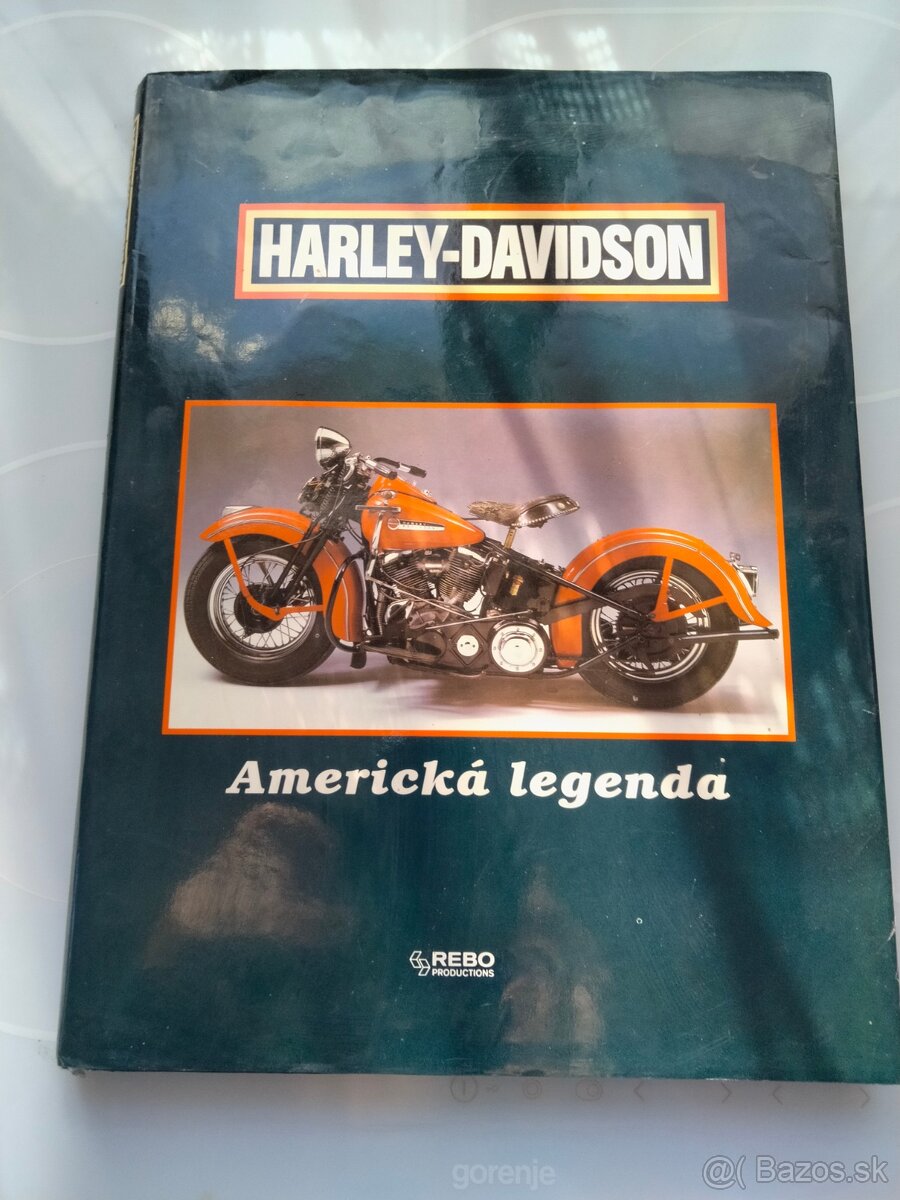 HARLEY-DAVIDSON
Americká legenda
REBO
PRODUCTIONS
gorenje
@( Bazos.sk